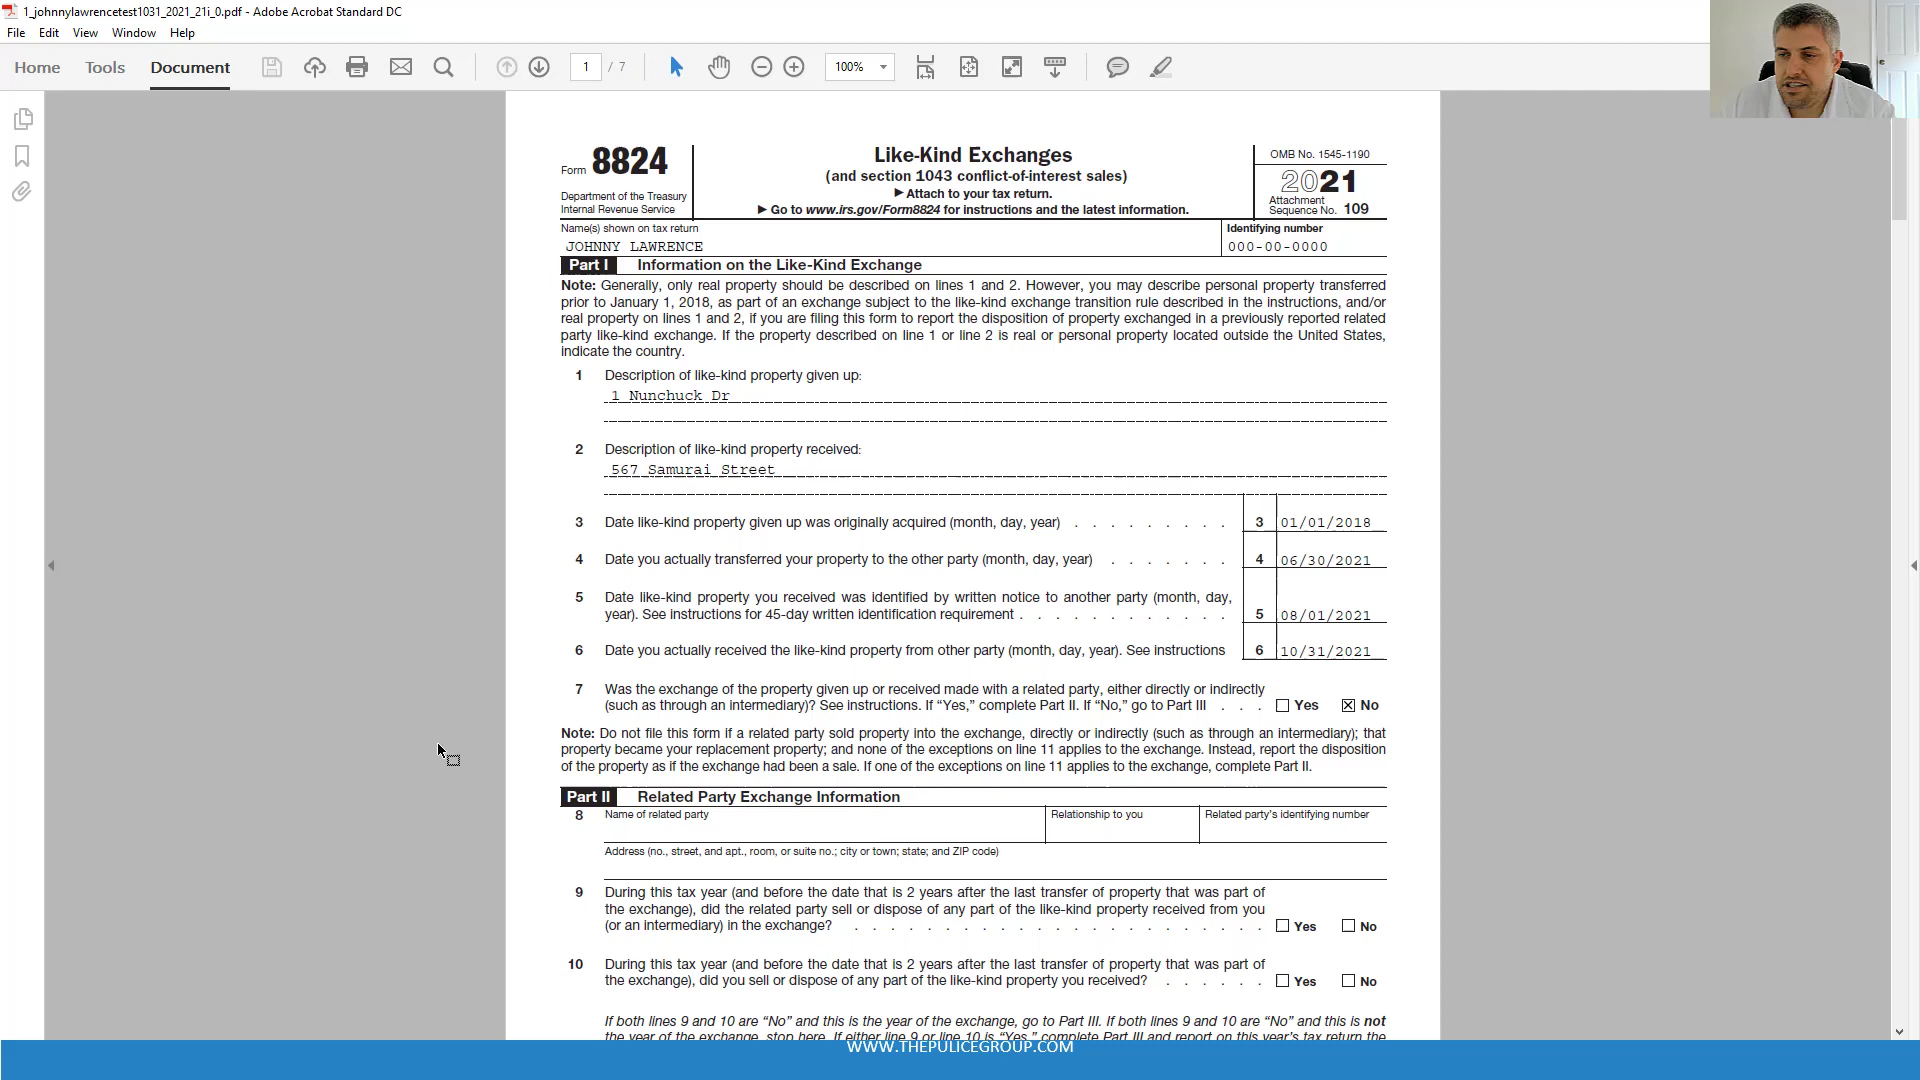 1_johnnylawrencetest1031_2021_21i_0.pdf - Adobe Acrobat Standard DC
File Edit View Window Help
Home Tools Document 1 / 7 100%
Form 8824
Department of the Treasury
Internal Revenue Service
Like-Kind Exchanges
(and section 1043 conflict-of-interest sales)
▶ Attach to your tax return.
▶ Go to www.irs.gov/Form8824 for instructions and the latest information.
OMB No. 1545-1190
2021
Attachment
Sequence No. 109
Name(s) shown on tax return
JOHNNY LAWRENCE
Identifying number
000-00-0000
Part I Information on the Like-Kind Exchange
Note: Generally, only real property should be described on lines 1 and 2. However, you may describe personal property transferred
prior to January 1, 2018, as part of an exchange subject to the like-kind exchange transition rule described in the instructions, and/or
real property on lines 1 and 2, if you are filing this form to report the disposition of property exchanged in a previously reported related
party like-kind exchange. If the property described on line 1 or line 2 is real or personal property located outside the United States,
indicate the country.
1 Description of like-kind property given up:
1 Nunchuck Dr
2 Description of like-kind property received:
567 Samurai Street
3 Date like-kind property given up was originally acquired (month, day, year) . . . . . . . . . 3 01/01/2018
4 Date you actually transferred your property to the other party (month, day, year) . . . . . . . 4 06/30/2021
5 Date like-kind property you received was identified by written notice to another party (month, day,
year). See instructions for 45-day written identification requirement . . . . . . . . . . . . 5 08/01/2021
6 Date you actually received the like-kind property from other party (month, day, year). See instructions 6 10/31/2021
7 Was the exchange of the property given up or received made with a related party, either directly or indirectly
(such as through an intermediary)? See instructions. If “Yes,” complete Part II. If “No,” go to Part III . . . Yes No
Note: Do not file this form if a related party sold property into the exchange, directly or indirectly (such as through an intermediary); that
property became your replacement property; and none of the exceptions on line 11 applies to the exchange. Instead, report the disposition
of the property as if the exchange had been a sale. If one of the exceptions on line 11 applies to the exchange, complete Part II.
Part II Related Party Exchange Information
8 Name of related party Relationship to you Related party’s identifying number
Address (no., street, and apt., room, or suite no.; city or town; state; and ZIP code)
9 During this tax year (and before the date that is 2 years after the last transfer of property that was part of
the exchange), did the related party sell or dispose of any part of the like-kind property received from you
(or an intermediary) in the exchange? . . . . . . . . . . . . . . . . . . . . . . . Yes No
10 During this tax year (and before the date that is 2 years after the last transfer of property that was part of
the exchange), did you sell or dispose of any part of the like-kind property you received? . . . . . . Yes No
If both lines 9 and 10 are “No” and this is the year of the exchange, go to Part III. If both lines 9 and 10 are “No” and this is not
the year of the exchange, stop here. If either line 9 or line 10 is “Yes,” complete Part III and report on this year’s tax return the
WWW.THEPULICEGROUP.COM